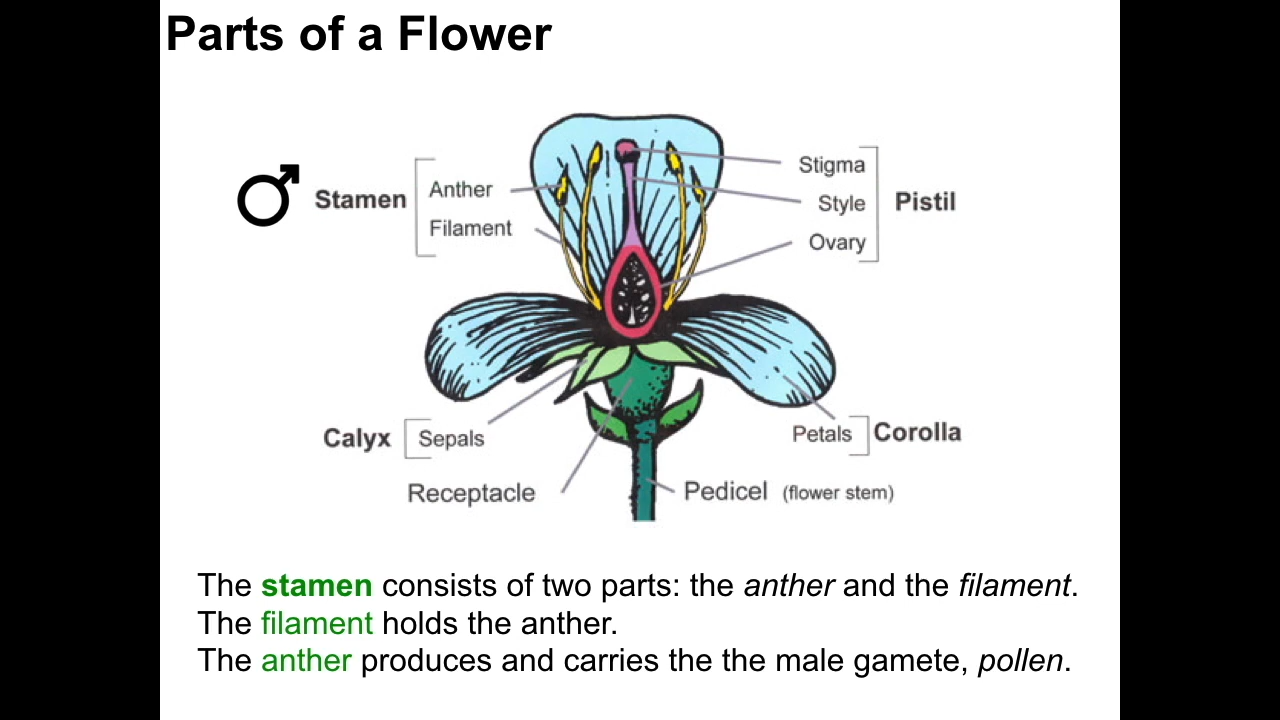 Parts of a Flower
Stamen
Anther
Filament
Stigma
Style
Ovary
Pistil
Calyx
Sepals
Petals
Corolla
Receptacle
Pedicel (flower stem)
The stamen consists of two parts: the anther and the filament.
The filament holds the anther.
The anther produces and carries the the male gamete, pollen.